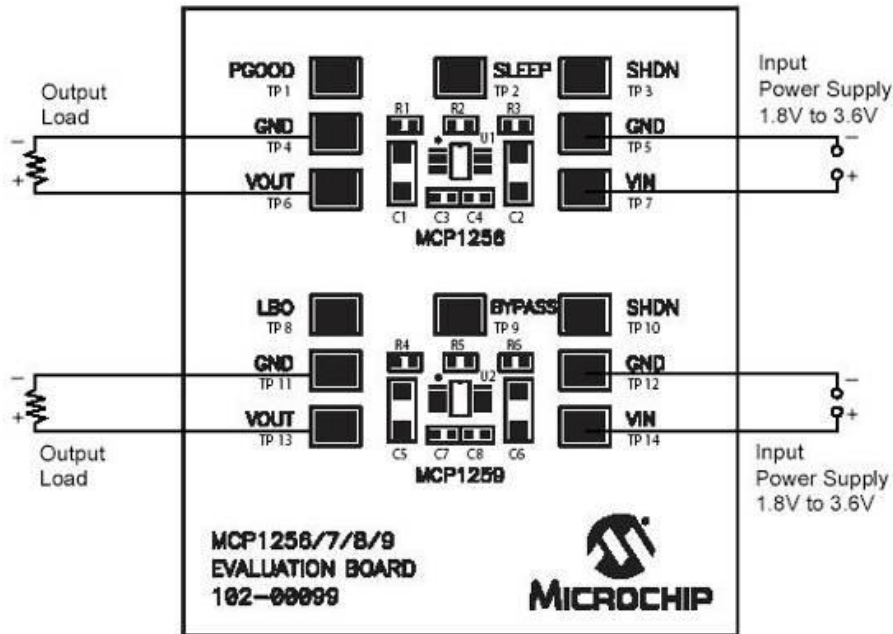 PGOOD
TP 1
SLEEP
TP 2
SHDN
TP 3
Input
Power Supply
1.8V to 3.6V
Output
Load
R1
R2
R3
GND
TP 4
U1
GND
TP 5
−
−
+
+
VOUT
TP 6
VIN
TP 7
C1
C3
C4
C2
MCP1256
LBO
TP 8
BYPASS
TP 9
SHDN
TP 10
R4
R5
R6
GND
TP 11
U2
GND
TP 12
−
−
+
+
VOUT
TP 13
VIN
TP 14
C5
C7
C8
C6
MCP1259
Output
Load
Input
Power Supply
1.8V to 3.6V
MCP1256/7/8/9
EVALUATION BOARD
102-00099
MICROCHIP